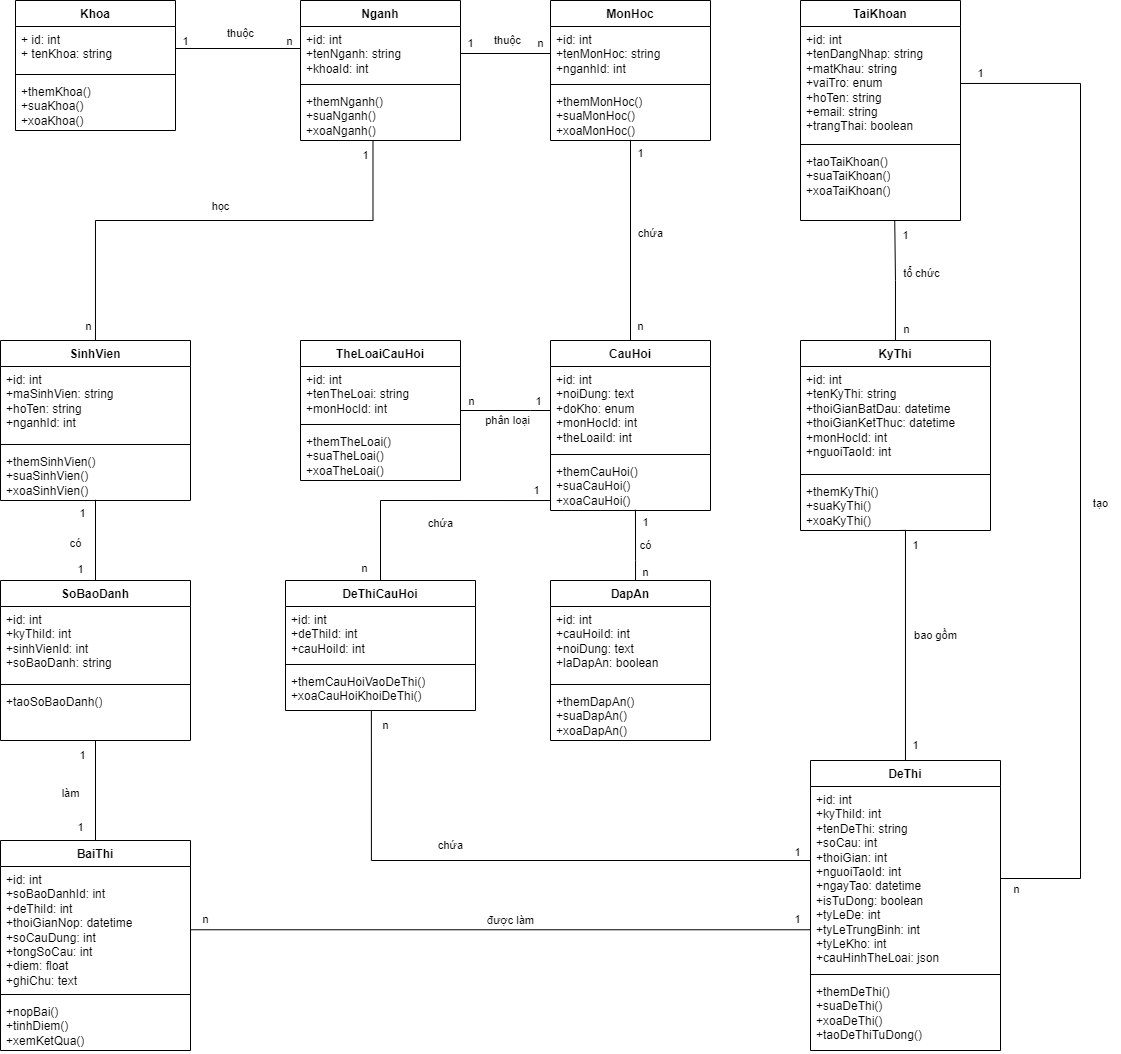 Khoa
+ id: int
+ tenKhoa: string
+themKhoa()
+suaKhoa()
+xoaKhoa()
1
thuộc
n
Nganh
+id: int
+tenNganh: string
+khoaId: int
+themNganh()
+suaNganh()
+xoaNganh()
1
thuộc
n
MonHoc
+id: int
+tenMonHoc: string
+nganhId: int
+themMonHoc()
+suaMonHoc()
+xoaMonHoc()
TaiKhoan
+id: int
+tenDangNhap: string
+matKhau: string
+vaiTro: enum
+hoTen: string
+email: string
+trangThai: boolean
+taoTaiKhoan()
+suaTaiKhoan()
+xoaTaiKhoan()
1
1
học
n
1
chứa
n
1
tổ chức
n
SinhVien
+id: int
+maSinhVien: string
+hoTen: string
+nganhId: int
+themSinhVien()
+suaSinhVien()
+xoaSinhVien()
TheLoaiCauHoi
+id: int
+tenTheLoai: string
+monHocId: int
+themTheLoai()
+suaTheLoai()
+xoaTheLoai()
n
1
phân loại
CauHoi
+id: int
+noiDung: text
+doKho: enum
+monHocId: int
+theLoaiId: int
+themCauHoi()
+suaCauHoi()
+xoaCauHoi()
KyThi
+id: int
+tenKyThi: string
+thoiGianBatDau: datetime
+thoiGianKetThuc: datetime
+monHocId: int
+nguoiTaoId: int
+themKyThi()
+suaKyThi()
+xoaKyThi()
tạo
1
có
1
1
chứa
n
1
có
n
1
bao gồm
1
SoBaoDanh
+id: int
+kyThiId: int
+sinhVienId: int
+soBaoDanh: string
+taoSoBaoDanh()
DeThiCauHoi
+id: int
+deThiId: int
+cauHoiId: int
+themCauHoiVaoDeThi()
+xoaCauHoiKhoiDeThi()
DapAn
+id: int
+cauHoiId: int
+noiDung: text
+laDapAn: boolean
+themDapAn()
+suaDapAn()
+xoaDapAn()
1
làm
1
n
chứa
1
BaiThi
+id: int
+soBaoDanhId: int
+deThiId: int
+thoiGianNop: datetime
+soCauDung: int
+tongSoCau: int
+diem: float
+ghiChu: text
+nopBai()
+tinhDiem()
+xemKetQua()
n
được làm
1
DeThi
+id: int
+kyThiId: int
+tenDeThi: string
+soCau: int
+thoiGian: int
+nguoiTaoId: int
+ngayTao: datetime
+isTuDong: boolean
+tyLeDe: int
+tyLeTrungBinh: int
+tyLeKho: int
+cauHinhTheLoai: json
+themDeThi()
+suaDeThi()
+xoaDeThi()
+taoDeThiTuDong()
n